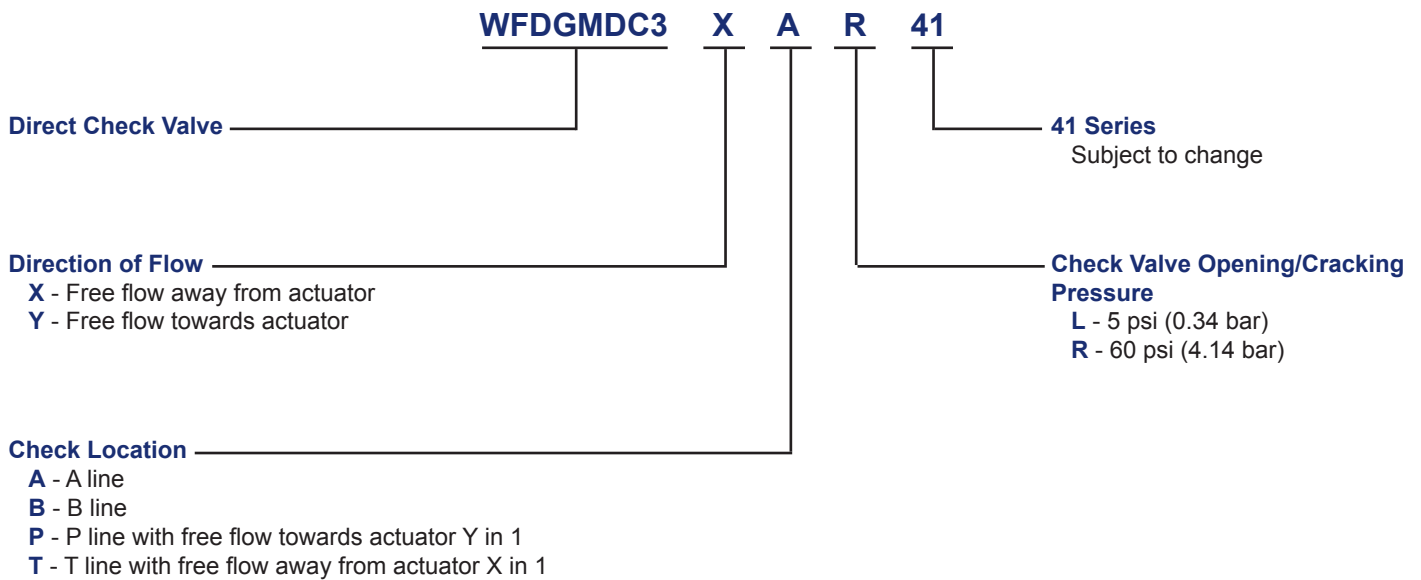 WFDGMDC3 X A R 41
Direct Check Valve
41 Series
Subject to change
Direction of Flow
X - Free flow away from actuator
Y - Free flow towards actuator
Check Valve Opening/Cracking
Pressure
L - 5 psi (0.34 bar)
R - 60 psi (4.14 bar)
Check Location
A - A line
B - B line
P - P line with free flow towards actuator Y in 1
T - T line with free flow away from actuator X in 1